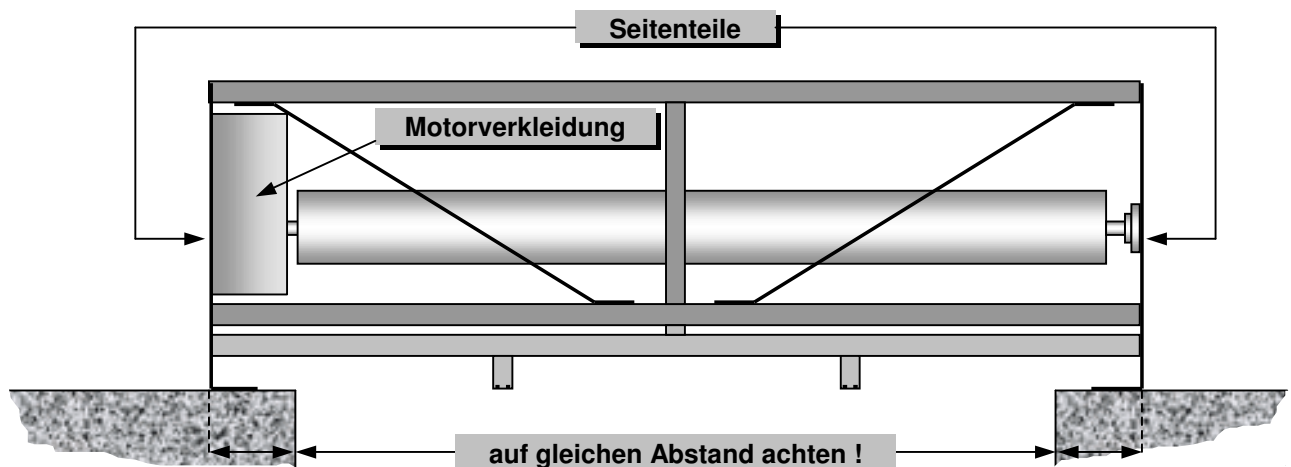 Seitenteile
Motorverkleidung
auf gleichen Abstand achten !